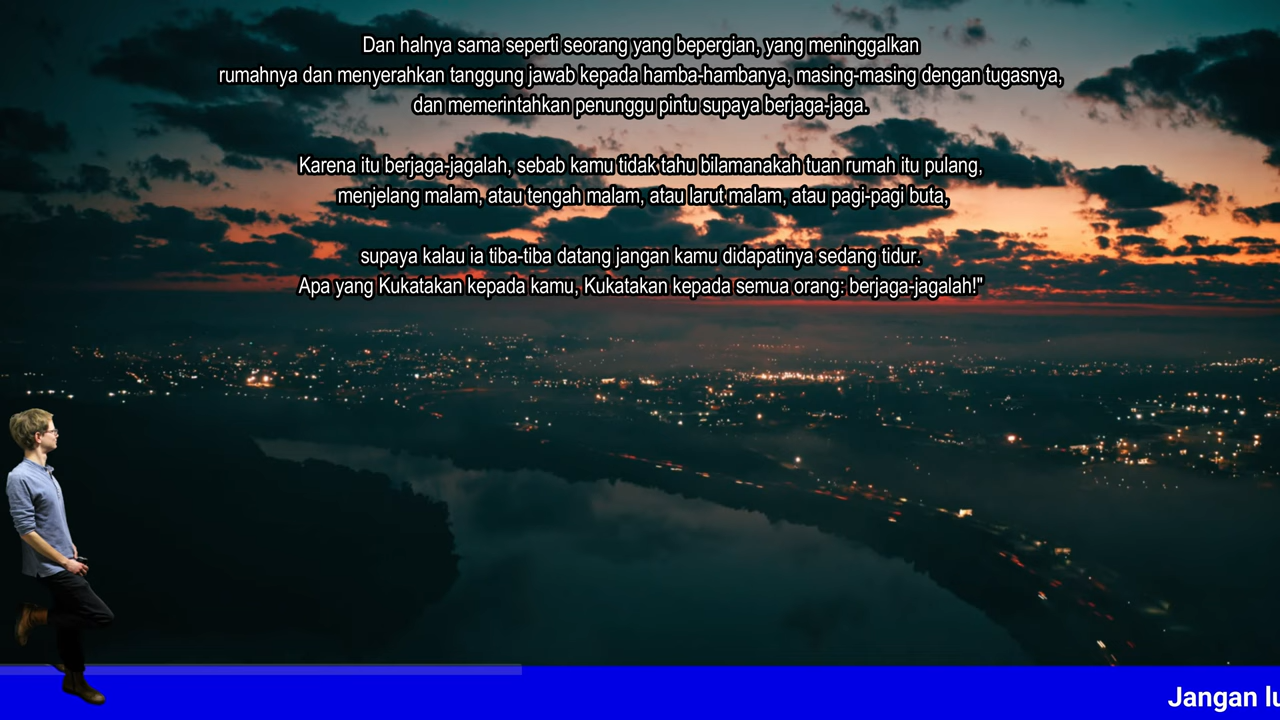 Dan halnya sama seperti seorang yang bepergian, yang meninggalkan
rumahnya dan menyerahkan tanggung jawab kepada hamba-hambanya, masing-masing dengan tugasnya,
dan memerintahkan penunggu pintu supaya berjaga-jaga.
Karena itu berjaga-jagalah, sebab kamu tidak tahu bilamanakah tuan rumah itu pulang,
menjelang malam, atau tengah malam, atau larut malam, atau pagi-pagi buta,
supaya kalau ia tiba-tiba datang jangan kamu didapatinya sedang tidur.
Apa yang Kukatakan kepada kamu, Kukatakan kepada semua orang: berjaga-jagalah!"
Jangan